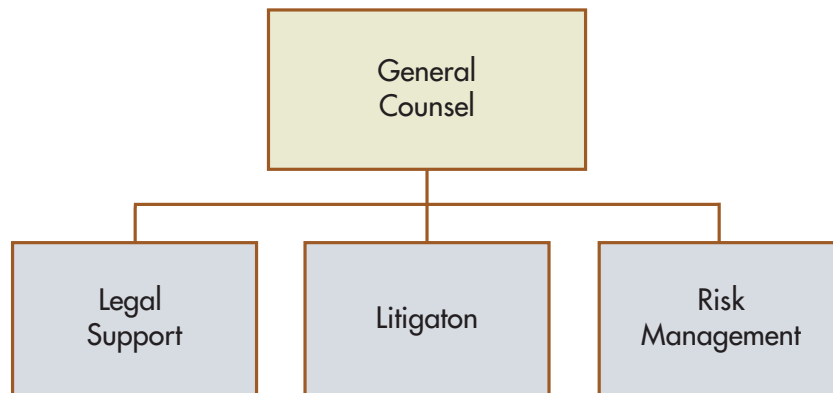 General
Counsel
Legal
Support
Litigaton
Risk
Management